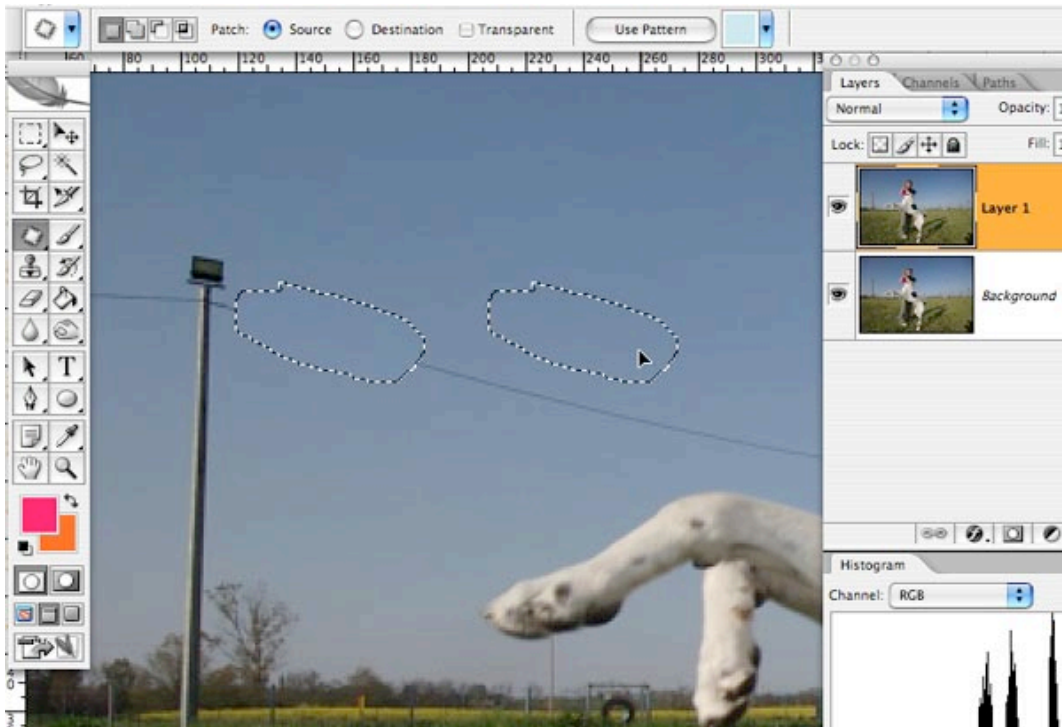 Patch: Source Destination Transparent Use Pattern
80 100 120 140 160 180 200 220 240 260 280 300
Layers Channels Paths
Normal Opacity:
Lock: Fill:
Layer 1
Background
T
Histogram
Channel: RGB